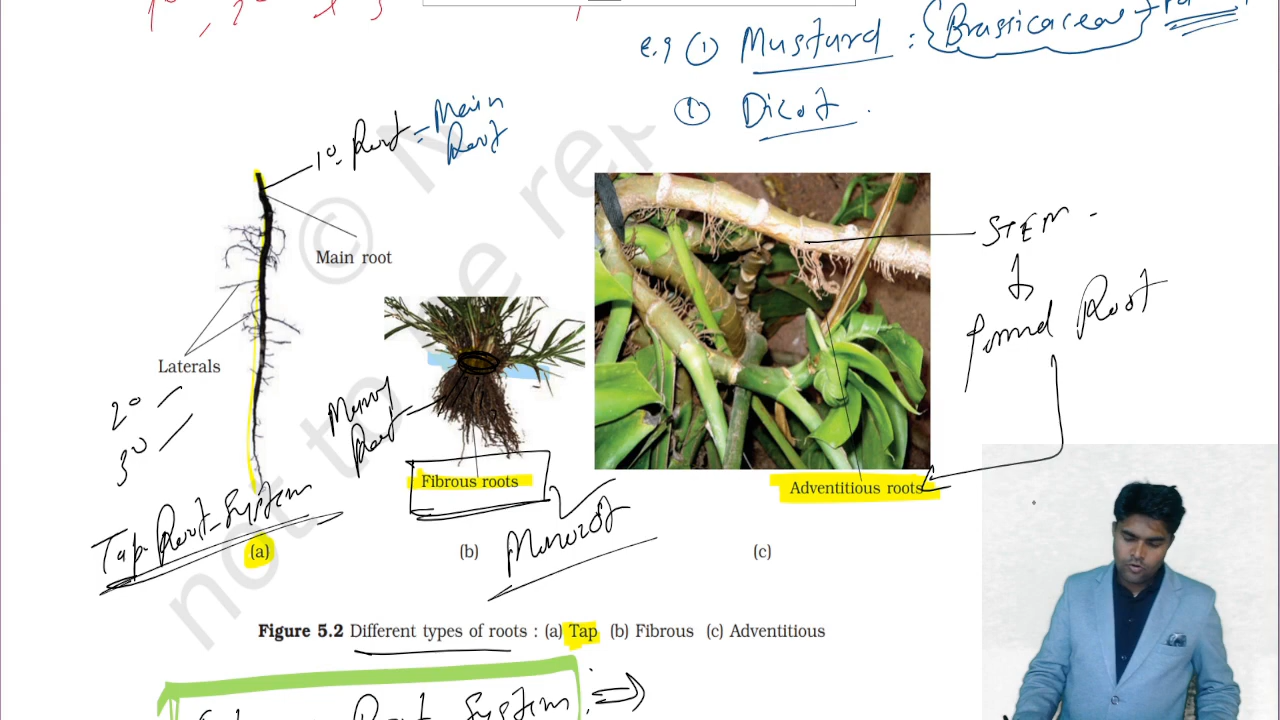 e.g ① Mustard : {Brassicaceae}
① Dicot .
1° Root = Main
Root
Main root
Laterals
2°
3°
Tap Root System
(a)
Many
Root
Fibrous roots
(b)
Monocot
STEM
Root
Adventitious roots
(c)
Figure 5.2 Different types of roots : (a) Tap (b) Fibrous (c) Adventitious
Root System : ⇒